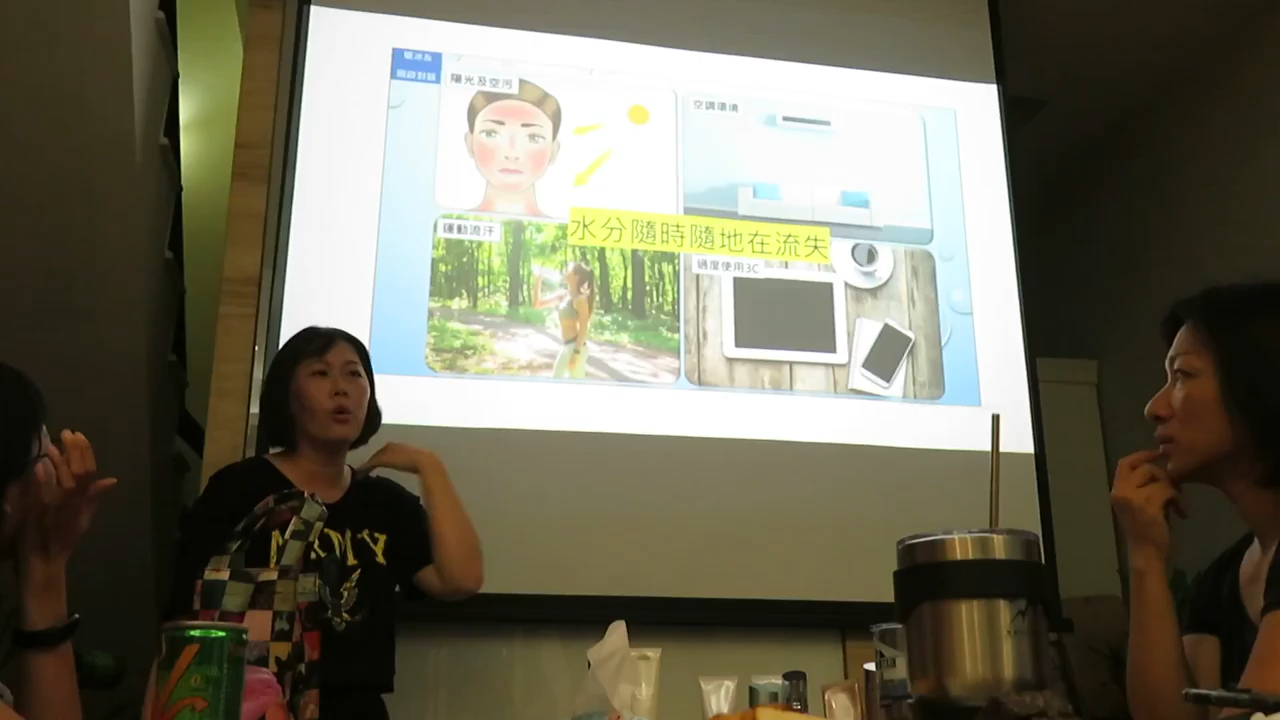 陽光及空污
空調環境
水分隨時隨地在流失
運動流汗
過度使用3C